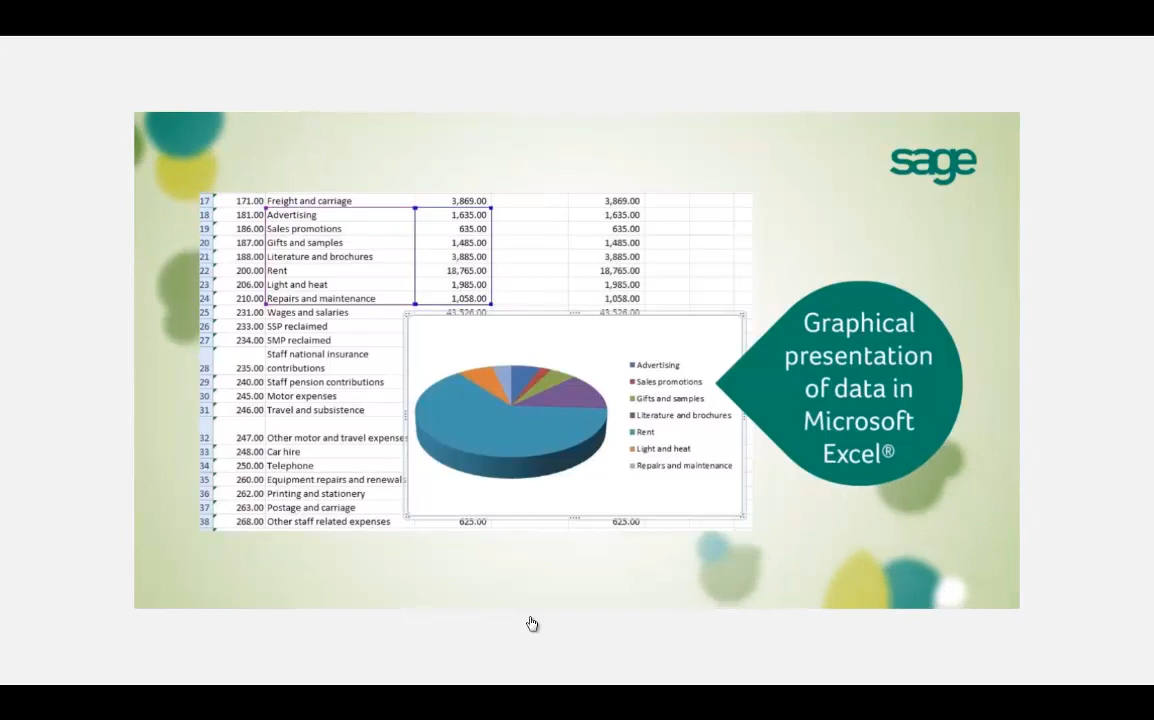 sage
17 171.00 Freight and carriage 3,869.00 3,869.00
18 181.00 Advertising 1,635.00 1,635.00
19 186.00 Sales promotions 635.00 635.00
20 187.00 Gifts and samples 1,485.00 1,485.00
21 188.00 Literature and brochures 3,885.00 3,885.00
22 200.00 Rent 18,765.00 18,765.00
23 206.00 Light and heat 1,985.00 1,985.00
24 210.00 Repairs and maintenance 1,058.00 1,058.00
25 231.00 Wages and salaries 43,526.00 43,526.00
26 233.00 SSP reclaimed
27 234.00 SMP reclaimed
Staff national insurance
28 235.00 contributions
29 240.00 Staff pension contributions
30 245.00 Motor expenses
31 246.00 Travel and subsistence
32 247.00 Other motor and travel expenses
33 248.00 Car hire
34 250.00 Telephone
35 260.00 Equipment repairs and renewals
36 262.00 Printing and stationery
37 263.00 Postage and carriage
38 268.00 Other staff related expenses 625.00 625.00
Advertising
Sales promotions
Gifts and samples
Literature and brochures
Rent
Light and heat
Repairs and maintenance
Graphical
presentation
of data in
Microsoft
Excel®